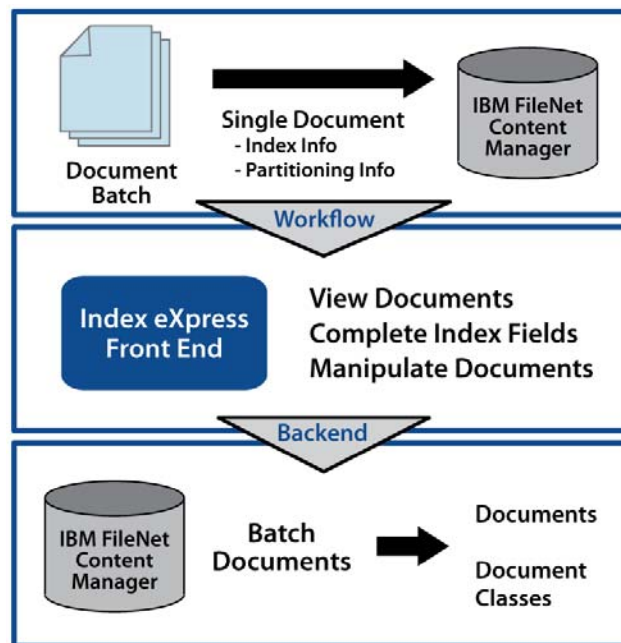 Document
Batch
Single Document
- Index Info
- Partitioning Info
IBM FileNet
Content
Manager
Workflow
Index eXpress
Front End
View Documents
Complete Index Fields
Manipulate Documents
Backend
IBM FileNet
Content
Manager
Batch
Documents
Documents
Document
Classes